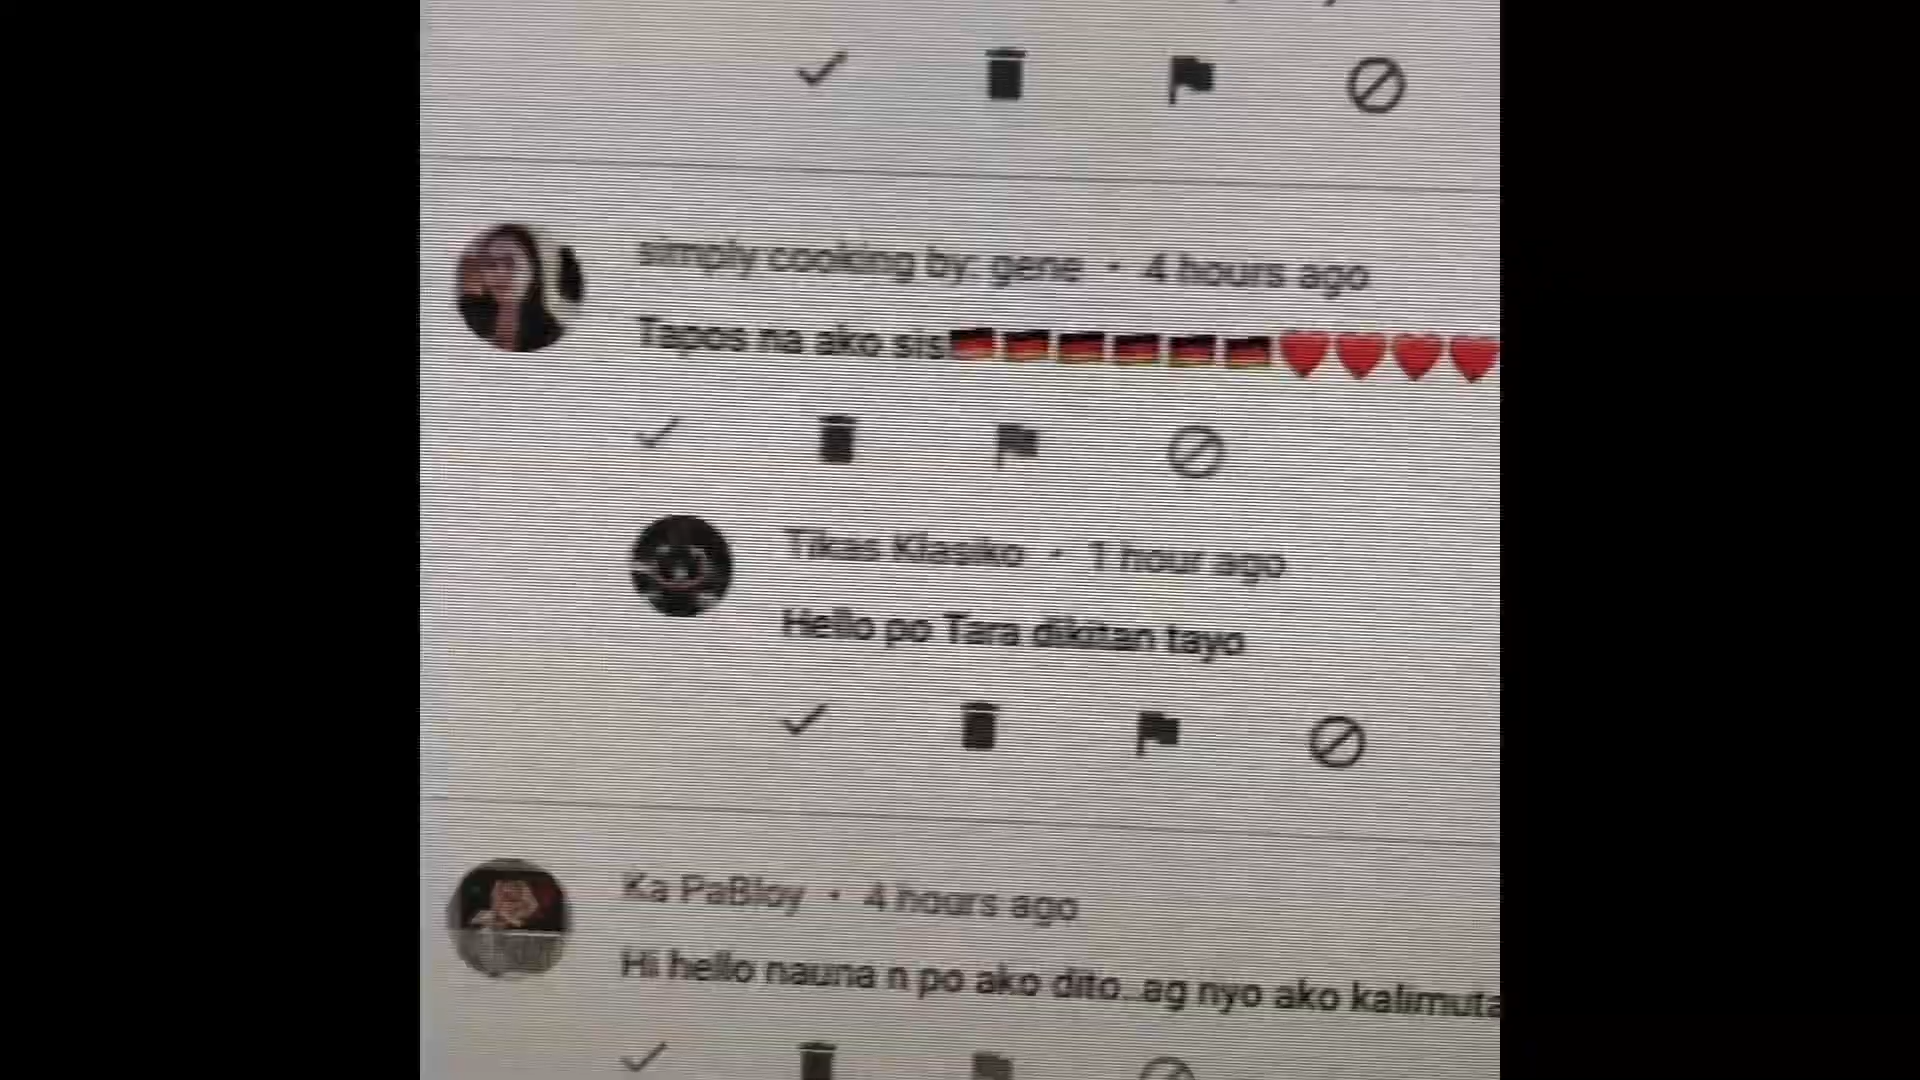 simply cooking by: gene • 4 hours ago
Tapos na ako sis🇩🇪🇩🇪🇩🇪🇩🇪🇩🇪🇩🇪❤️❤️❤️❤️
Tikas Klasiko • 1 hour ago
Hello po Tara dikitan tayo
Ka PaBloy • 4 hours ago
Hi hello nauna n po ako dito..ag nyo ako kalimuta